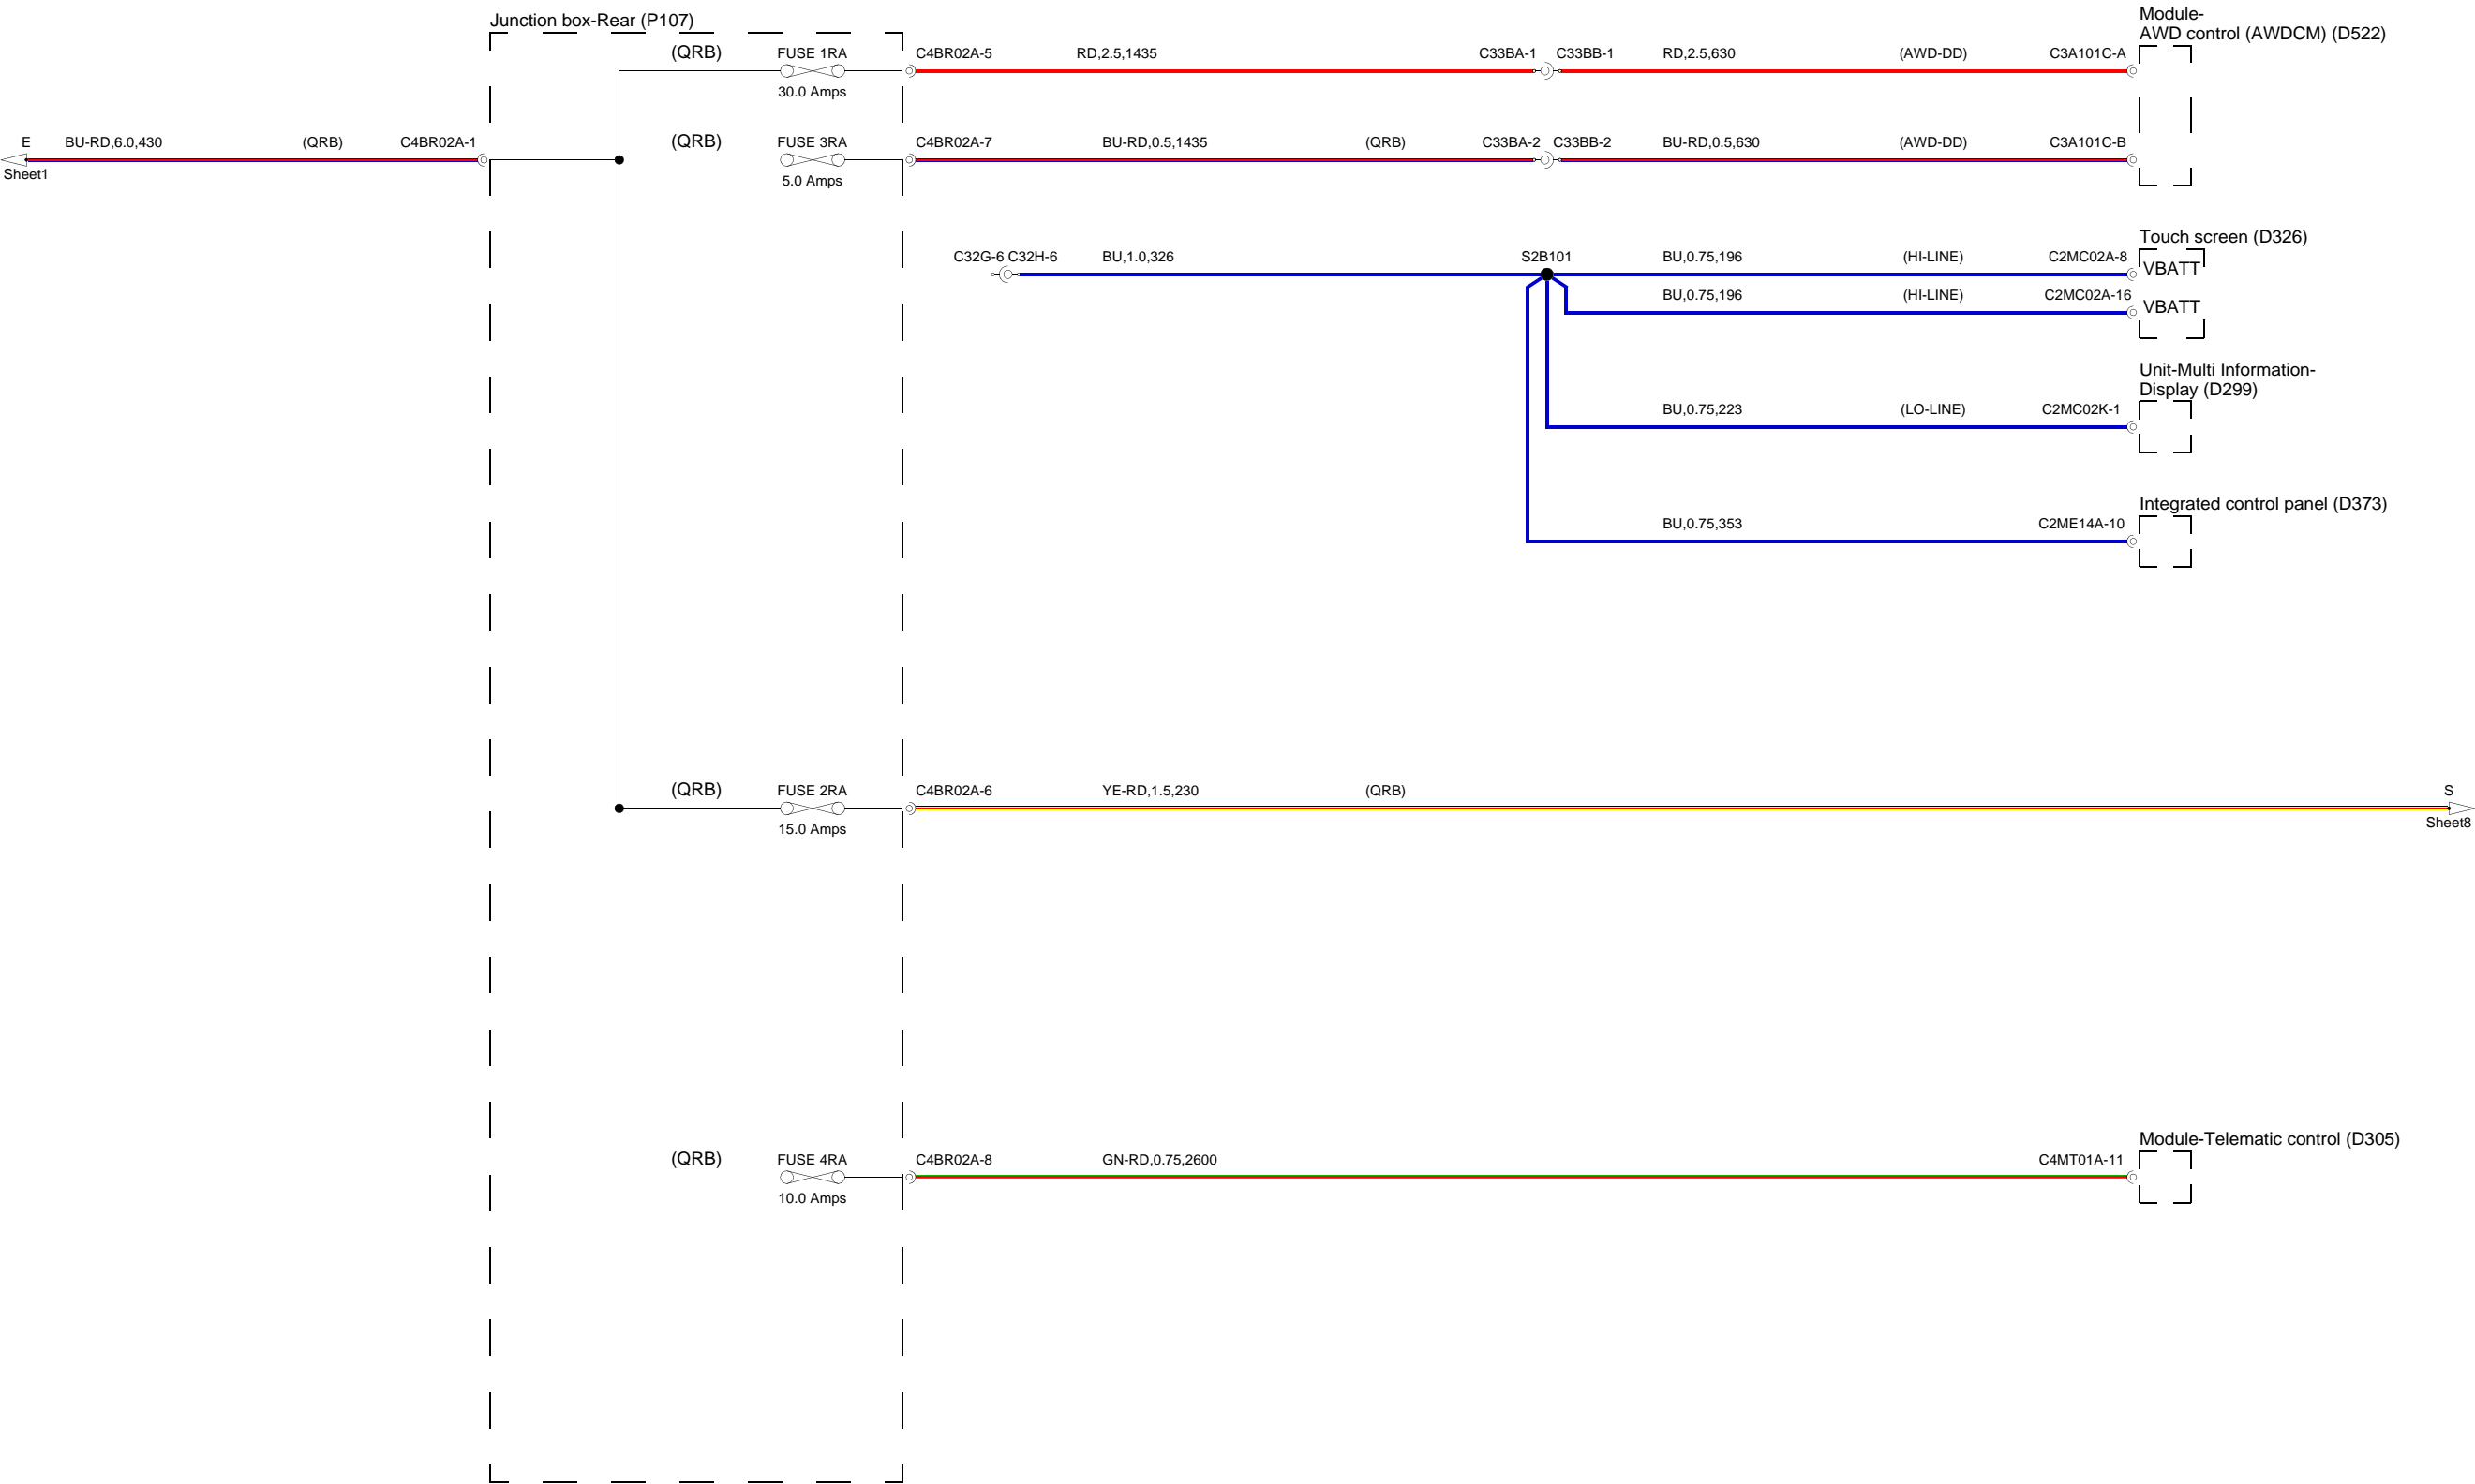 Junction box-Rear (P107)
Module-
AWD control (AWDCM) (D522)
(QRB) FUSE 1RA C4BR02A-5 RD,2.5,1435 C33BA-1 C33BB-1 RD,2.5,630 (AWD-DD) C3A101C-A
30.0 Amps
E BU-RD,6.0,430 (QRB) C4BR02A-1 (QRB) FUSE 3RA C4BR02A-7 BU-RD,0.5,1435 (QRB) C33BA-2 C33BB-2 BU-RD,0.5,630 (AWD-DD) C3A101C-B
Sheet1
5.0 Amps
Touch screen (D326)
C32G-6 C32H-6 BU,1.0,326 S2B101 BU,0.75,196 (HI-LINE) C2MC02A-8
VBATT
BU,0.75,196 (HI-LINE) C2MC02A-16
VBATT
Unit-Multi Information-
Display (D299)
BU,0.75,223 (LO-LINE) C2MC02K-1
Integrated control panel (D373)
BU,0.75,353 C2ME14A-10
(QRB) FUSE 2RA C4BR02A-6 YE-RD,1.5,230 (QRB) S
15.0 Amps
Sheet8
Module-Telematic control (D305)
(QRB) FUSE 4RA C4BR02A-8 GN-RD,0.75,2600 C4MT01A-11
10.0 Amps